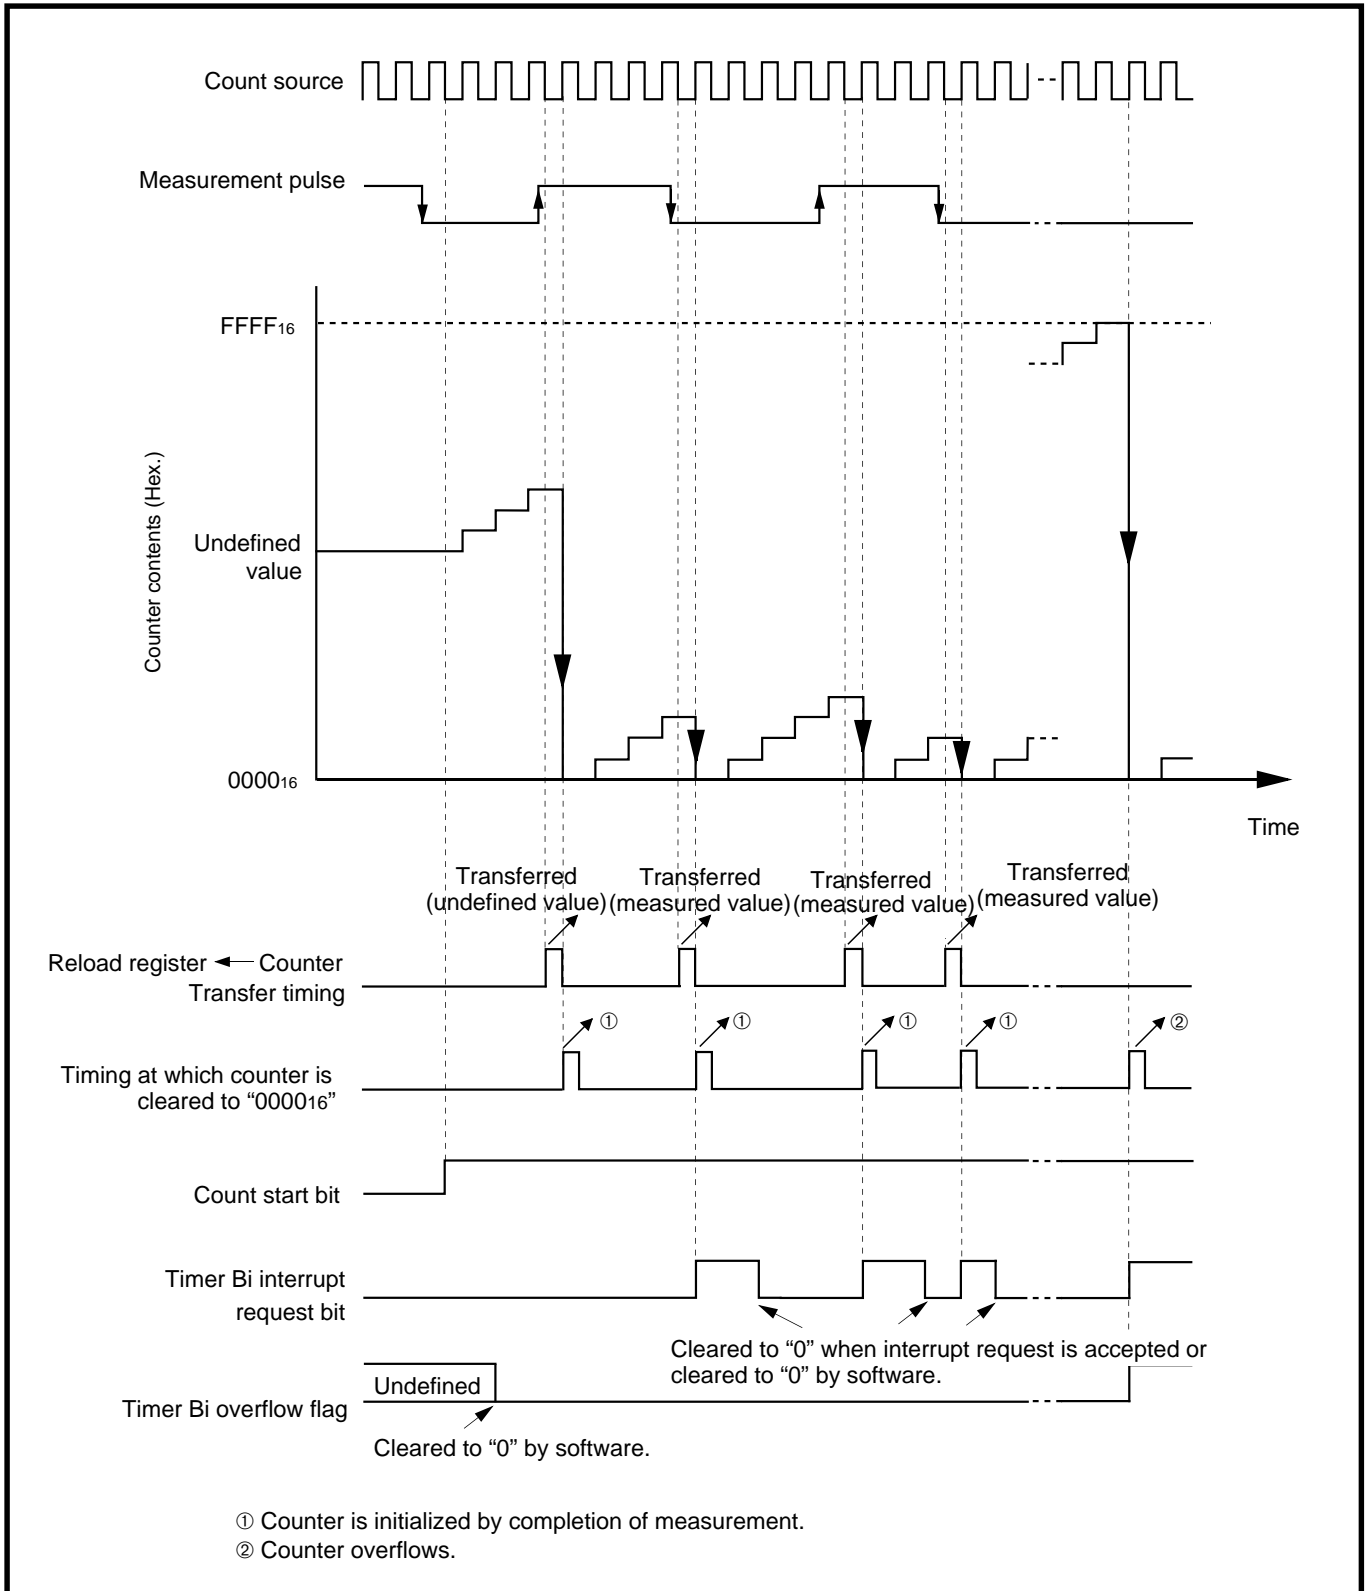 Count source
Measurement pulse
FFFF16
Counter contents (Hex.)
Undefined
value
000016
Time
Transferred
(undefined value)
Transferred
(measured value)
Transferred
(measured value)
Transferred
(measured value)
Reload register Counter
Transfer timing
① ① ① ① ②
Timing at which counter is
cleared to “000016”
Count start bit
Timer Bi interrupt
request bit
Cleared to “0” when interrupt request is accepted or
cleared to “0” by software.
Undefined
Timer Bi overflow flag
Cleared to “0” by software.
① Counter is initialized by completion of measurement.
② Counter overflows.